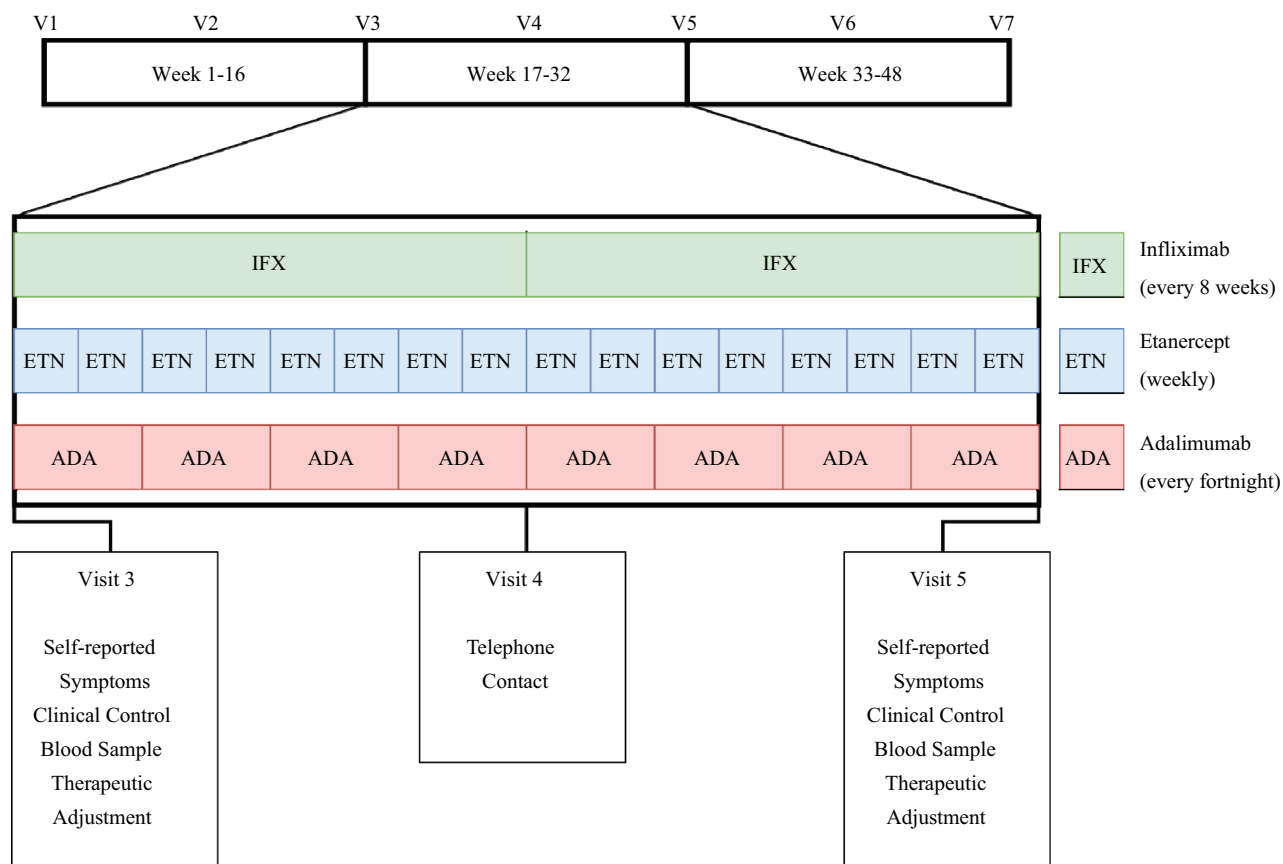 V1 V2 V3 V4 V5 V6 V7
Week 1-16 Week 17-32 Week 33-48
IFX IFX IFX
Infliximab
(every 8 weeks)
ETN ETN ETN ETN ETN ETN ETN ETN ETN ETN ETN ETN ETN ETN ETN ETN ETN
Etanercept
(weekly)
ADA ADA ADA ADA ADA ADA ADA ADA ADA
Adalimumab
(every fortnight)
Visit 3
Self-reported
Symptoms
Clinical Control
Blood Sample
Therapeutic
Adjustment
Visit 4
Telephone
Contact
Visit 5
Self-reported
Symptoms
Clinical Control
Blood Sample
Therapeutic
Adjustment